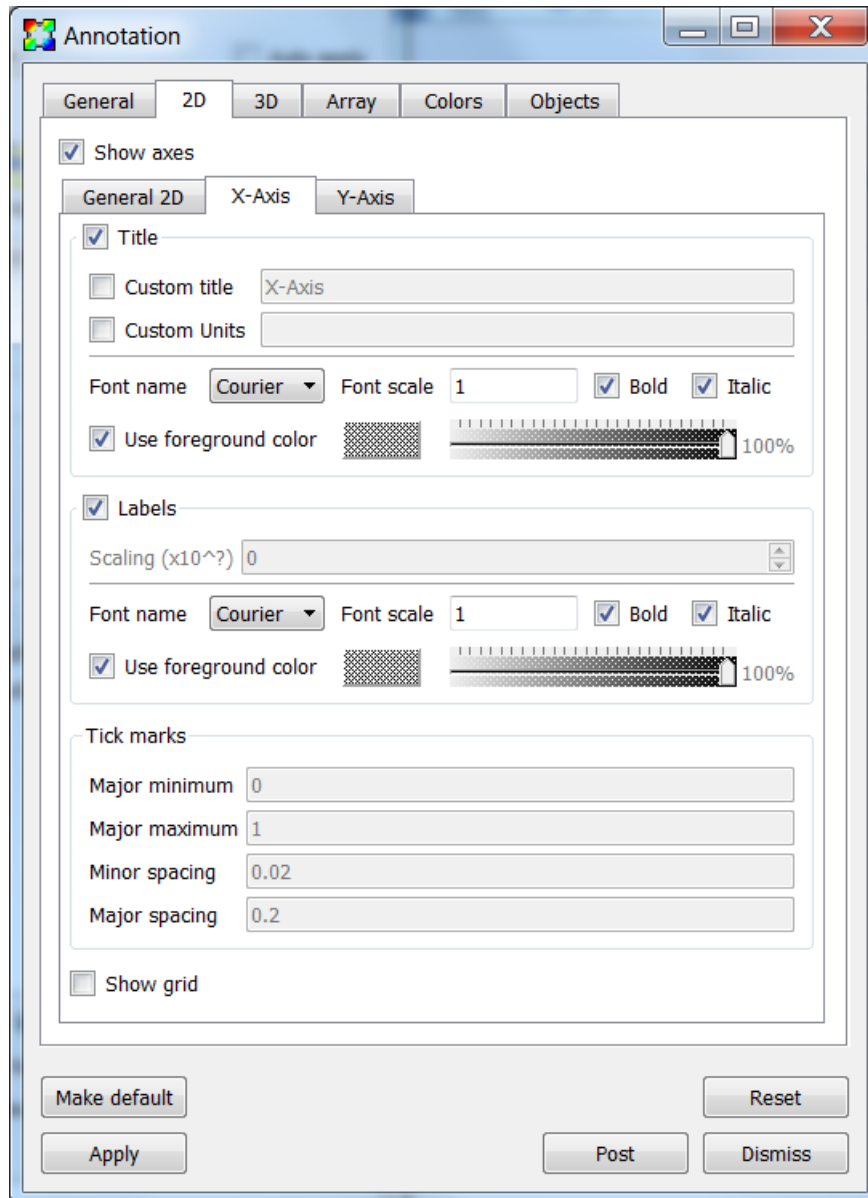 Annotation
General 2D 3D Array Colors Objects
Show axes
General 2D X-Axis Y-Axis
Title
Custom title X-Axis
Custom Units
Font name Courier Font scale 1 Bold Italic
Use foreground color 100%
Labels
Scaling (x10^?) 0
Font name Courier Font scale 1 Bold Italic
Use foreground color 100%
Tick marks
Major minimum 0
Major maximum 1
Minor spacing 0.02
Major spacing 0.2
Show grid
Make default Reset
Apply Post Dismiss